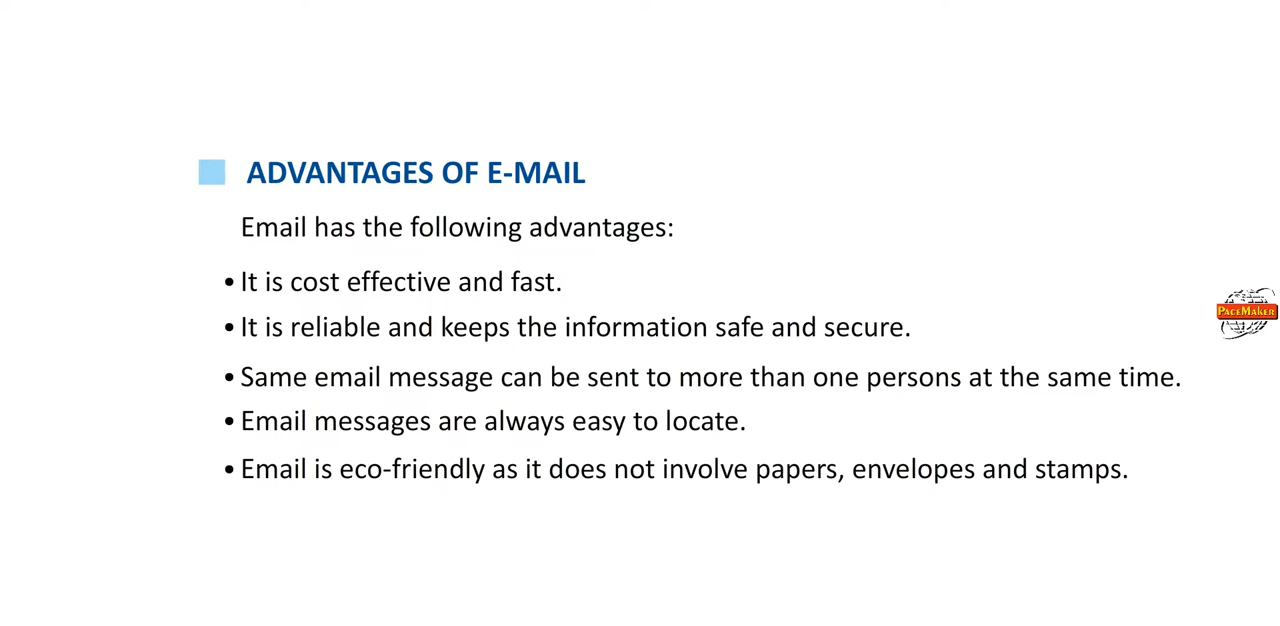 ADVANTAGES OF E-MAIL
Email has the following advantages:
• It is cost effective and fast.
• It is reliable and keeps the information safe and secure.
• Same email message can be sent to more than one persons at the same time.
• Email messages are always easy to locate.
• Email is eco-friendly as it does not involve papers, envelopes and stamps.
PACEMAKER